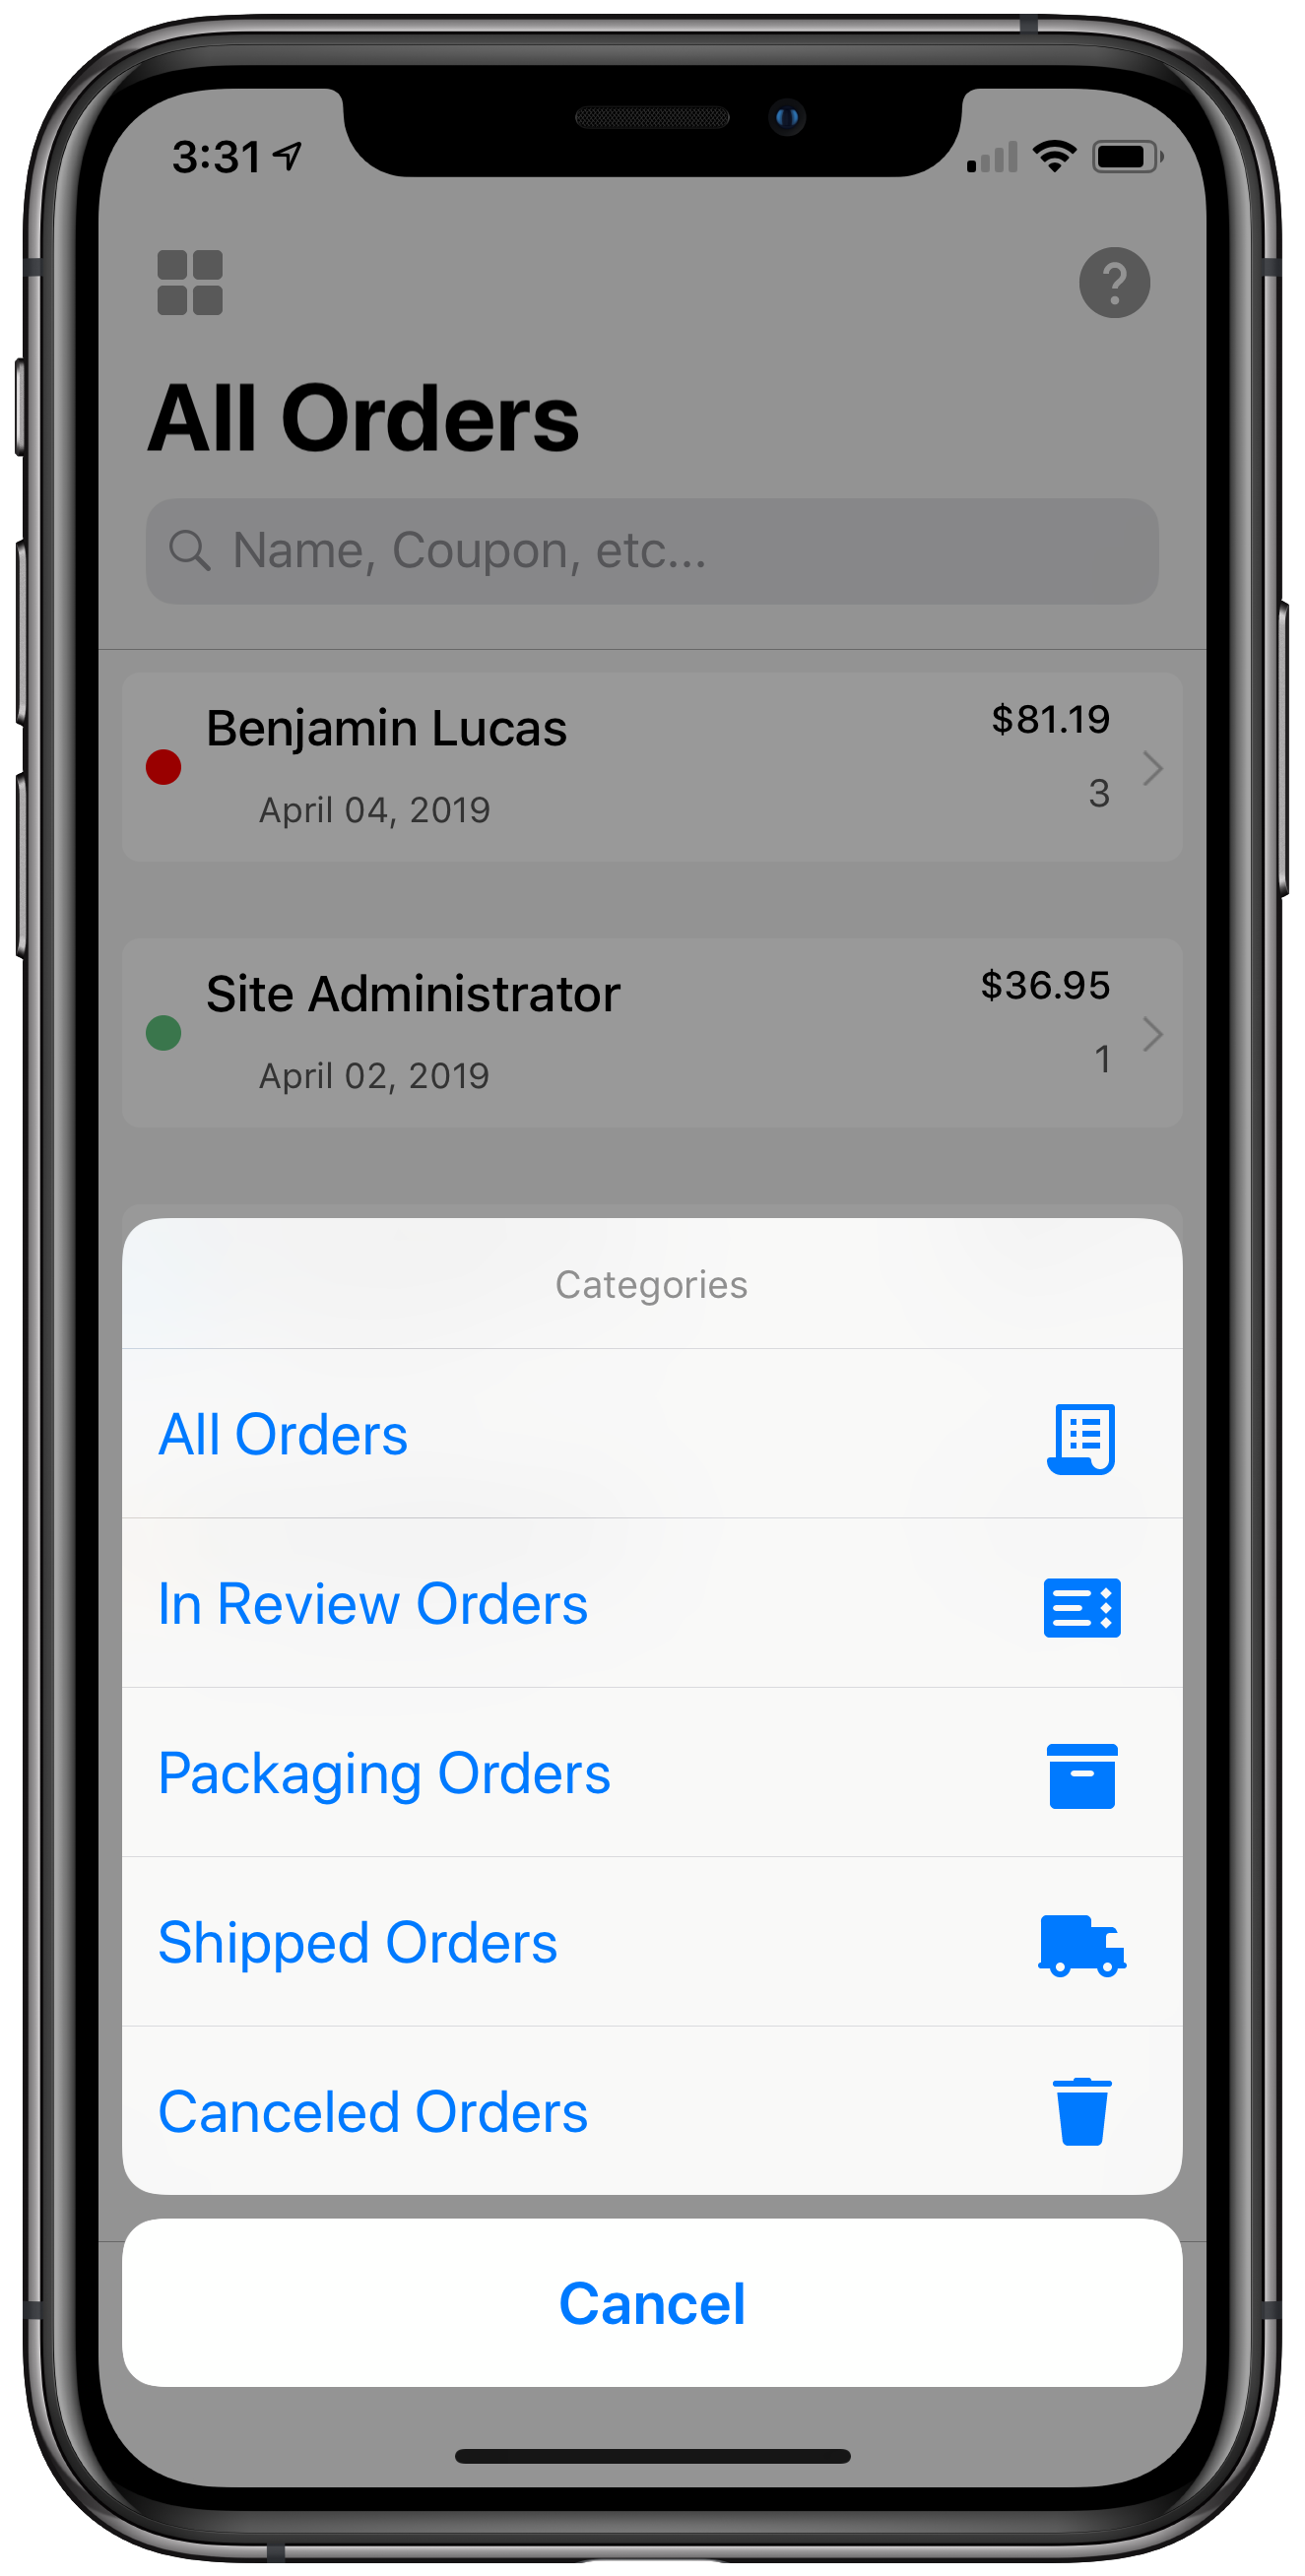 3:31
?
All Orders
Name, Coupon, etc...
Benjamin Lucas
$81.19
April 04, 2019
3
Site Administrator
$36.95
April 02, 2019
1
Categories
All Orders
In Review Orders
Packaging Orders
Shipped Orders
Canceled Orders
Cancel